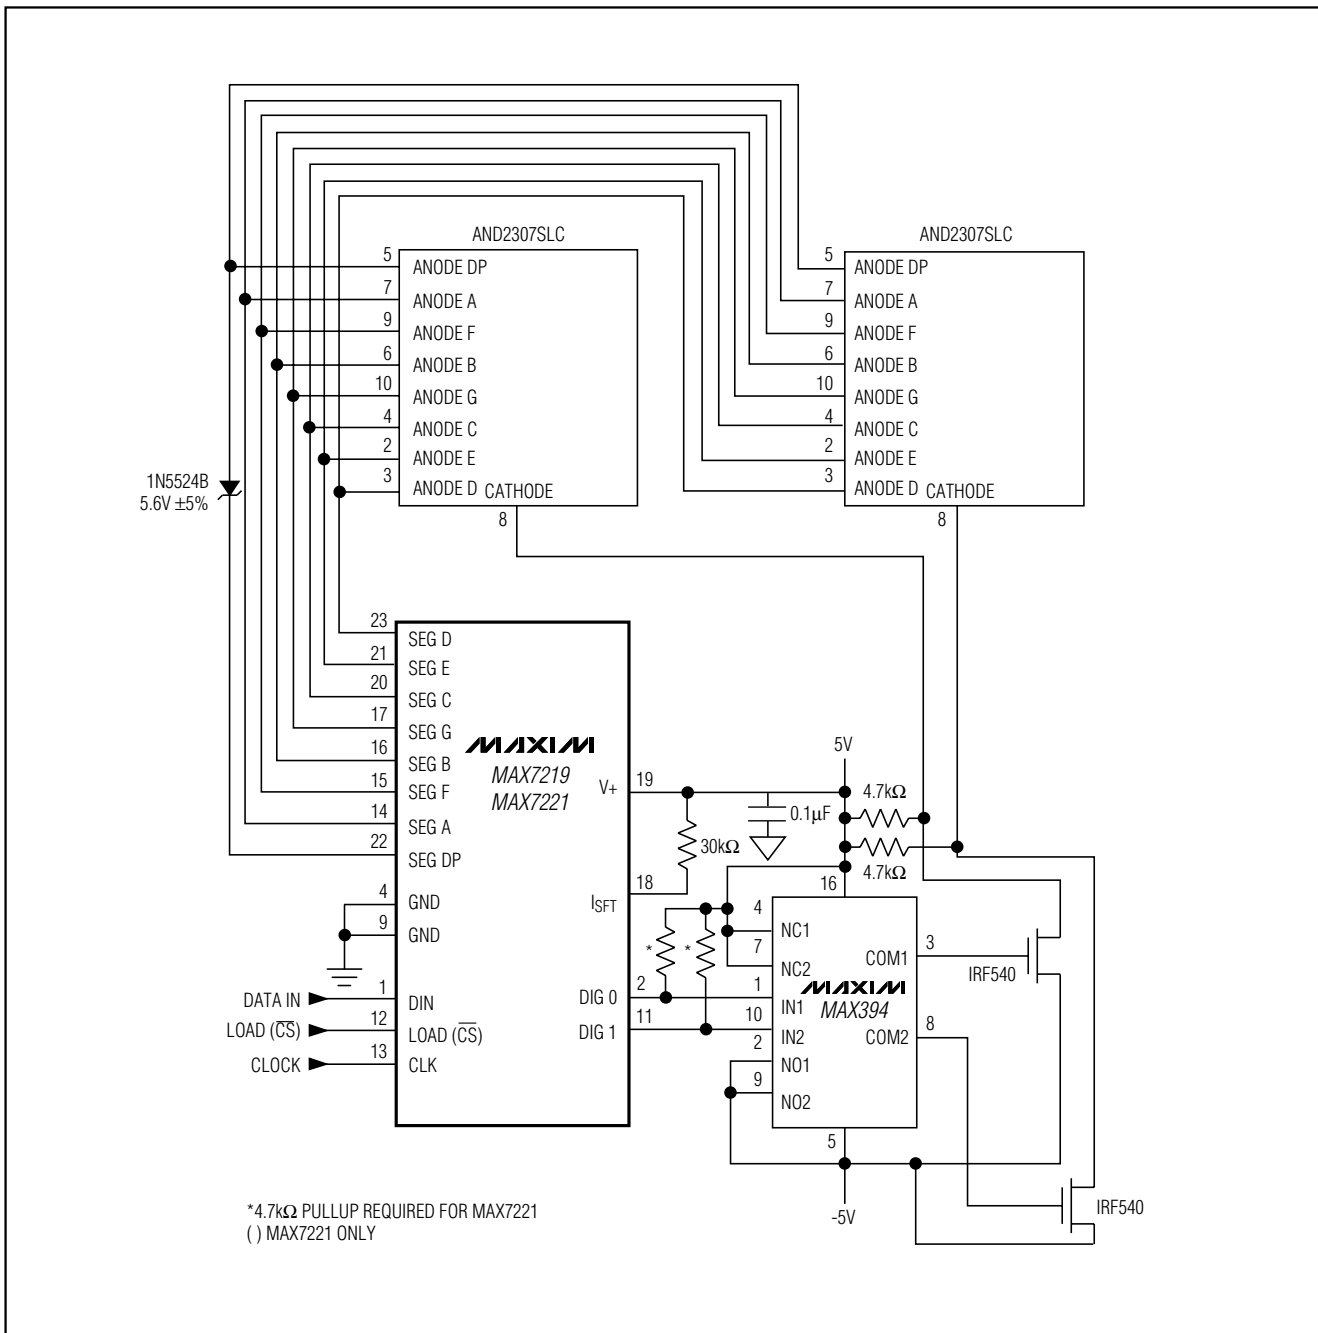 AND2307SLC
5
ANODE DP
7
ANODE A
9
ANODE F
6
ANODE B
10
ANODE G
4
ANODE C
2
ANODE E
3
ANODE D CATHODE
8
AND2307SLC
5
ANODE DP
7
ANODE A
9
ANODE F
6
ANODE B
10
ANODE G
4
ANODE C
2
ANODE E
3
ANODE D CATHODE
8
1N5524B
5.6V ±5%
23
SEG D
21
SEG E
20
SEG C
17
SEG G
16
SEG B
15
SEG F
14
SEG A
22
SEG DP
4
GND
9
GND
DATA IN
1
DIN
LOAD (C̅S̅)
12
LOAD (C̅S̅)
CLOCK
13
CLK
MAXIM
MAX7219
MAX7221
V+
19
18
ISFT
DIG 0
2
DIG 1
11
30kΩ
0.1μF
5V
4.7kΩ
4.7kΩ
*
*
16
4
NC1
7
NC2
1
IN1
10
IN2
2
NO1
9
NO2
COM1
3
MAXIM
MAX394
COM2
8
5
-5V
IRF540
IRF540
*4.7kΩ PULLUP REQUIRED FOR MAX7221
( ) MAX7221 ONLY